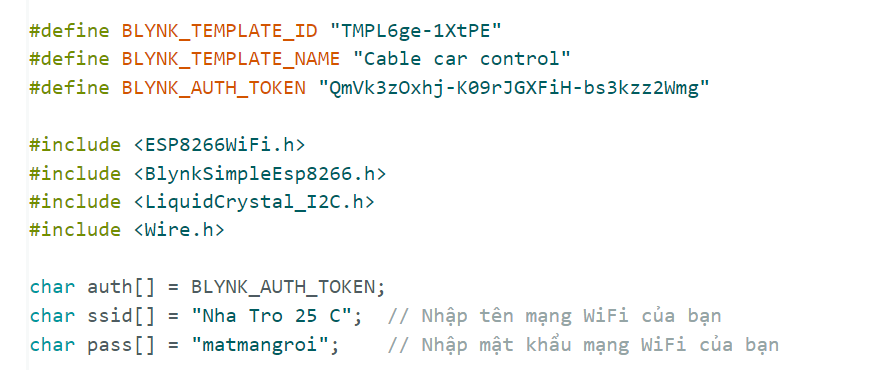 #define BLYNK_TEMPLATE_ID "TMPL6ge-1XtPE"
#define BLYNK_TEMPLATE_NAME "Cable car control"
#define BLYNK_AUTH_TOKEN "QmVk3zOxhj-K09rJGXFiH-bs3kzz2Wmg"
#include <ESP8266WiFi.h>
#include <BlynkSimpleEsp8266.h>
#include <LiquidCrystal_I2C.h>
#include <Wire.h>
char auth[] = BLYNK_AUTH_TOKEN;
char ssid[] = "Nha Tro 25 C";  // Nhập tên mạng WiFi của bạn
char pass[] = "matmangroi";    // Nhập mật khẩu mạng WiFi của bạn